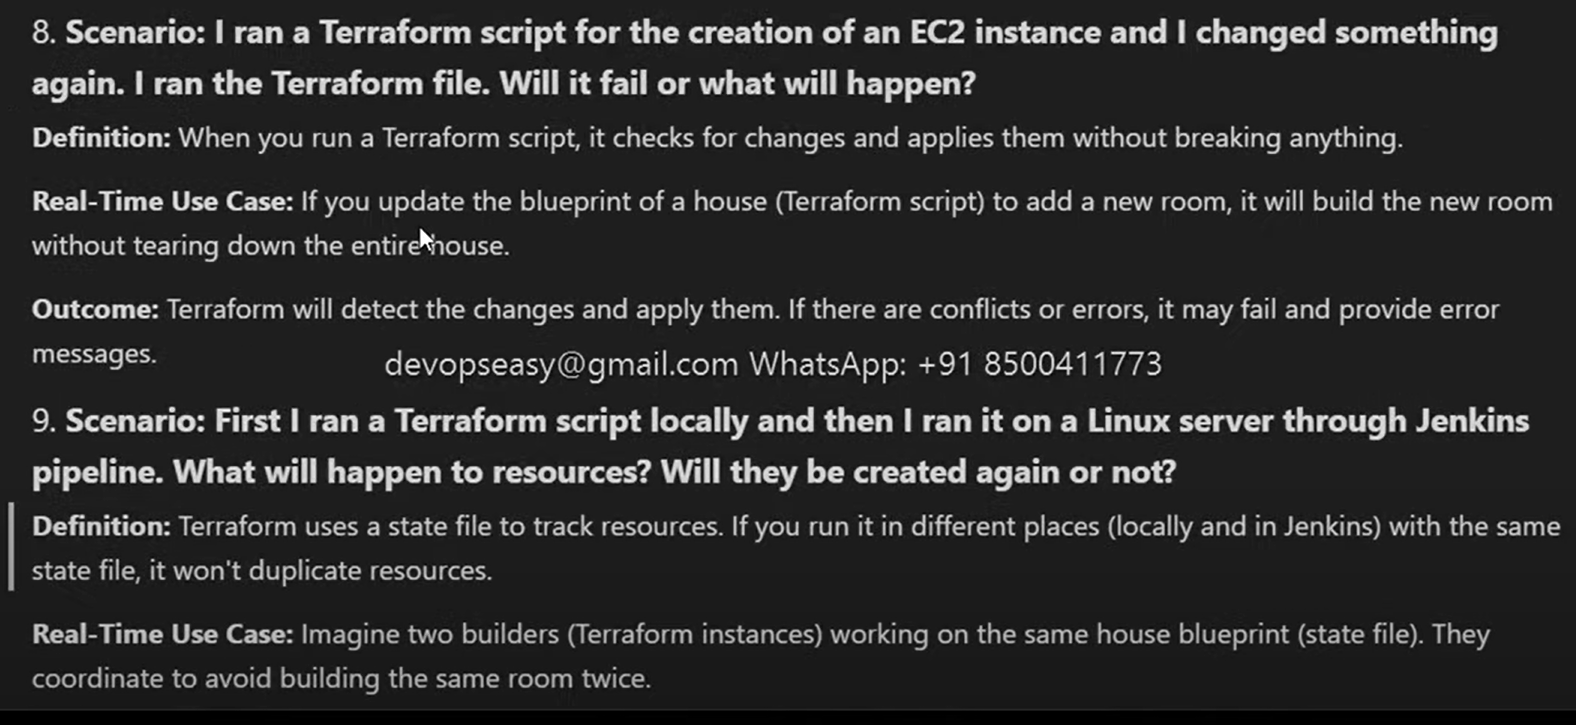 8. Scenario: I ran a Terraform script for the creation of an EC2 instance and I changed something
again. I ran the Terraform file. Will it fail or what will happen?
Definition: When you run a Terraform script, it checks for changes and applies them without breaking anything.
Real-Time Use Case: If you update the blueprint of a house (Terraform script) to add a new room, it will build the new room
without tearing down the entire house.
Outcome: Terraform will detect the changes and apply them. If there are conflicts or errors, it may fail and provide error
messages.
devopseasy@gmail.com WhatsApp: +91 8500411773
9. Scenario: First I ran a Terraform script locally and then I ran it on a Linux server through Jenkins
pipeline. What will happen to resources? Will they be created again or not?
Definition: Terraform uses a state file to track resources. If you run it in different places (locally and in Jenkins) with the same
state file, it won't duplicate resources.
Real-Time Use Case: Imagine two builders (Terraform instances) working on the same house blueprint (state file). They
coordinate to avoid building the same room twice.